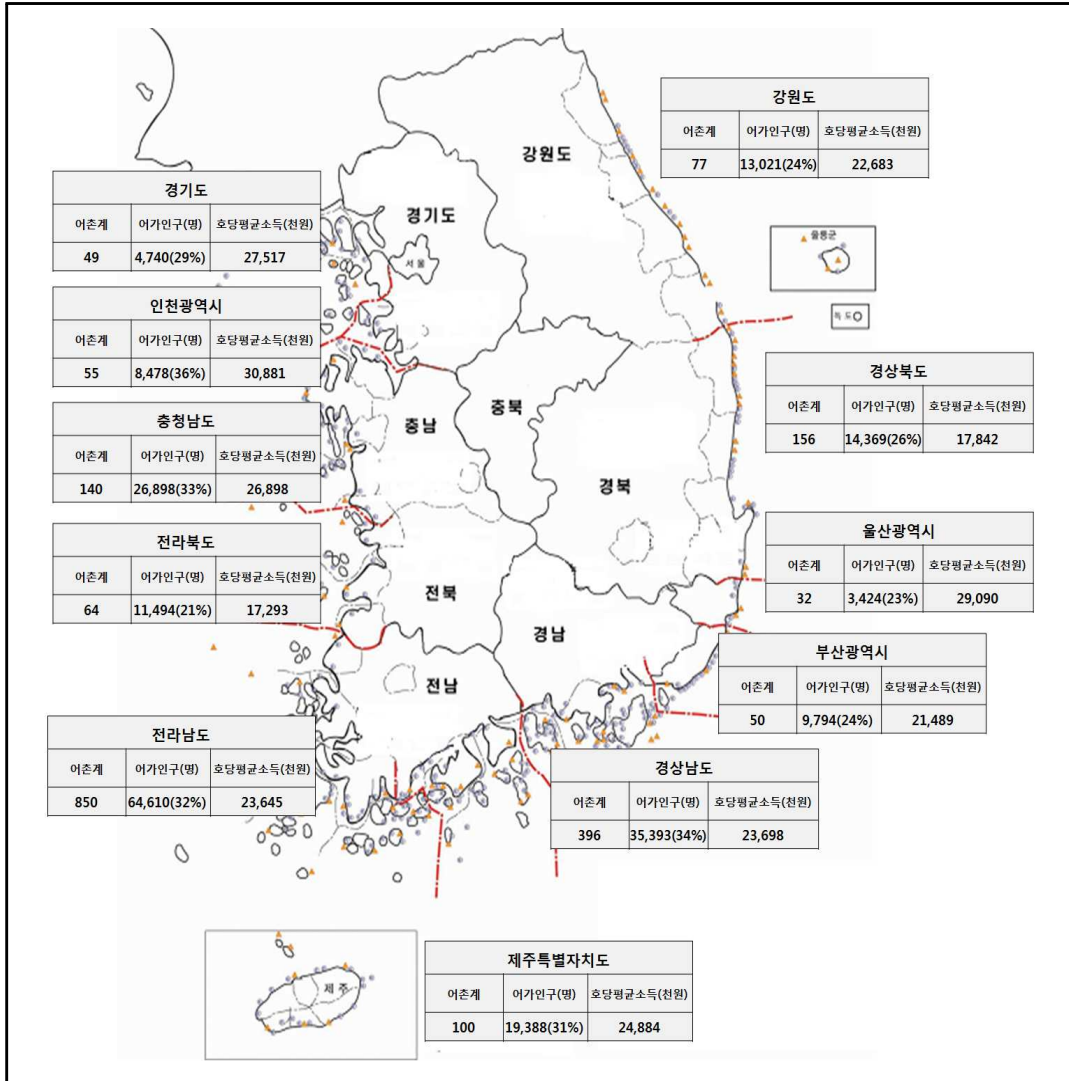 강원도
어촌계 어가인구(명) 호당평균소득(천원)
77 13,021(24%) 22,683
강원도
경기도
어촌계 어가인구(명) 호당평균소득(천원)
49 4,740(29%) 27,517
경기도
서울
울릉군
독도
인천광역시
어촌계 어가인구(명) 호당평균소득(천원)
55 8,478(36%) 30,881
경상북도
어촌계 어가인구(명) 호당평균소득(천원)
156 14,369(26%) 17,842
충북
충남
충청남도
어촌계 어가인구(명) 호당평균소득(천원)
140 26,898(33%) 26,898
경북
울산광역시
어촌계 어가인구(명) 호당평균소득(천원)
32 3,424(23%) 29,090
전라북도
어촌계 어가인구(명) 호당평균소득(천원)
64 11,494(21%) 17,293
전북
경남
부산광역시
어촌계 어가인구(명) 호당평균소득(천원)
50 9,794(24%) 21,489
전남
전라남도
어촌계 어가인구(명) 호당평균소득(천원)
850 64,610(32%) 23,645
경상남도
어촌계 어가인구(명) 호당평균소득(천원)
396 35,393(34%) 23,698
제주
제주특별자치도
어촌계 어가인구(명) 호당평균소득(천원)
100 19,388(31%) 24,884